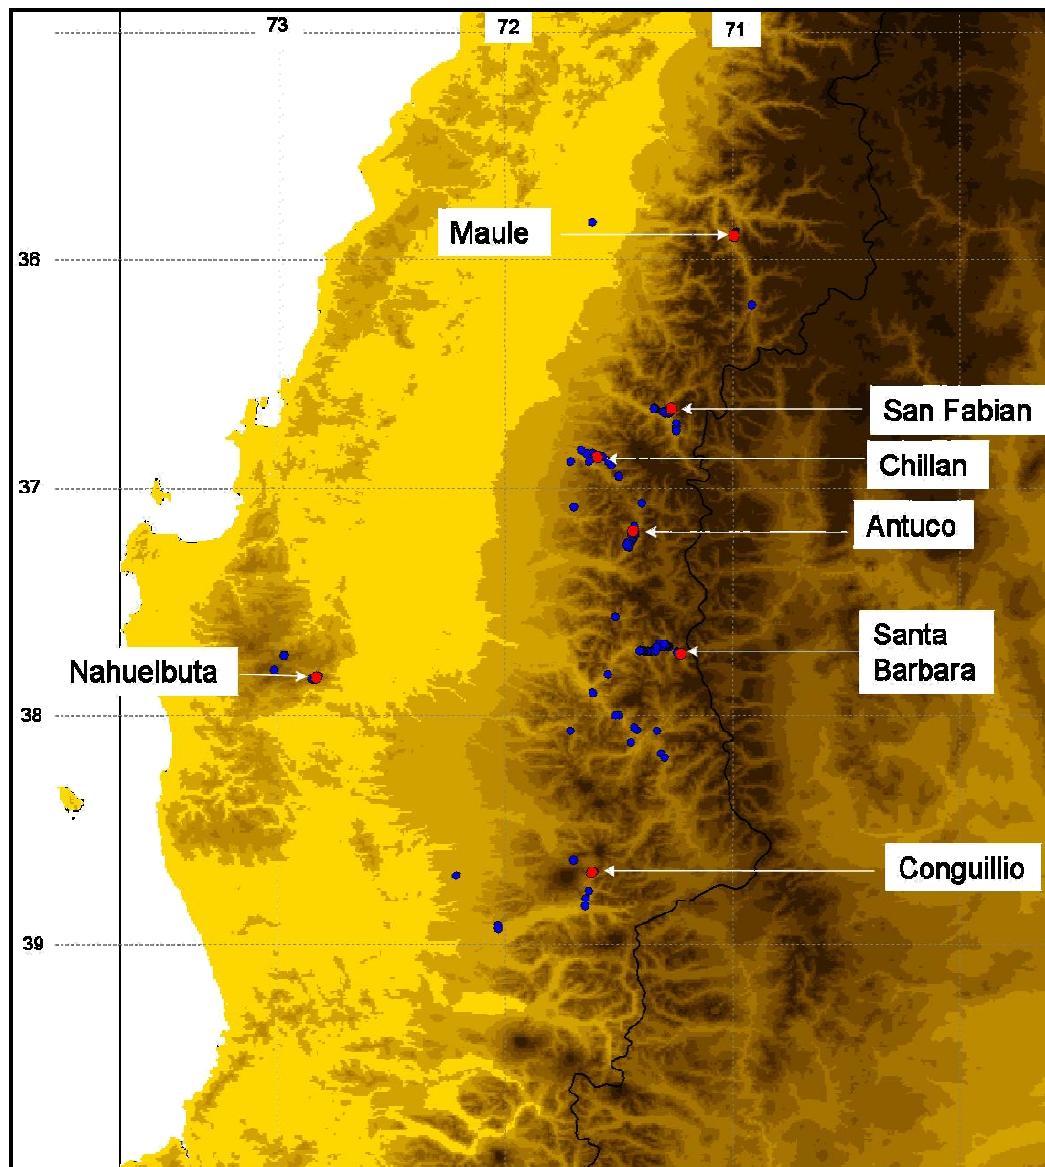 73
72
71
Maule
36
San Fabian
Chillan
37
Antuco
Santa
Barbara
Nahuelbuta
38
Conguillio
39